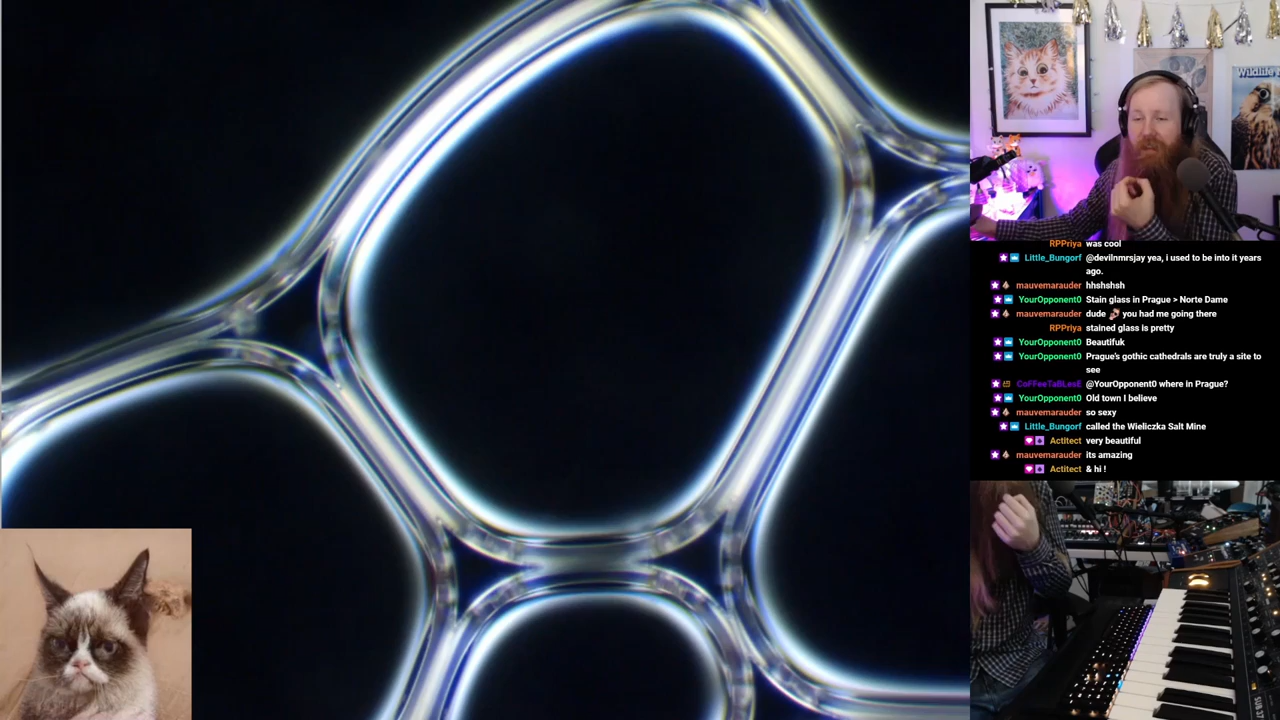 Wildlife
RPPriya was cool
Little_Bungorf @devilnmrsjay yea, i used to be into it years
ago.
mauvemarauder hhshshsh
YourOpponent0 Stain glass in Prague > Norte Dame
mauvemarauder dude you had me going there
RPPriya stained glass is pretty
YourOpponent0 Beautifuk
YourOpponent0 Prague's gothic cathedrals are truly a site to
see
CoFFeeTaBLesE @YourOpponent0 where in Prague?
YourOpponent0 Old town I believe
mauvemarauder so sexy
Little_Bungorf called the Wieliczka Salt Mine
Actitect very beautiful
mauvemarauder its amazing
Actitect & hi !